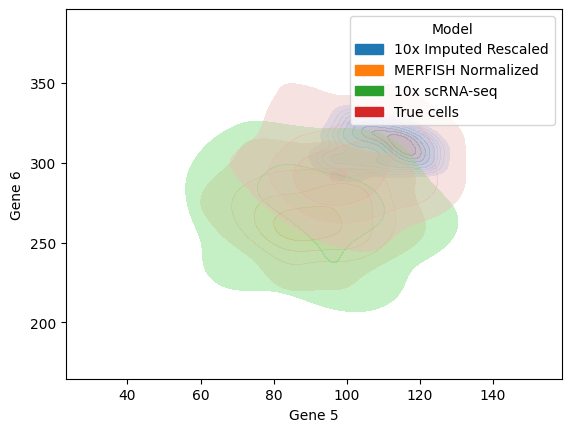 Model
10x Imputed Rescaled
MERFISH Normalized
10x scRNA-seq
True cells
350
300
250
200
Gene 6
40
60
80
100
120
140
Gene 5